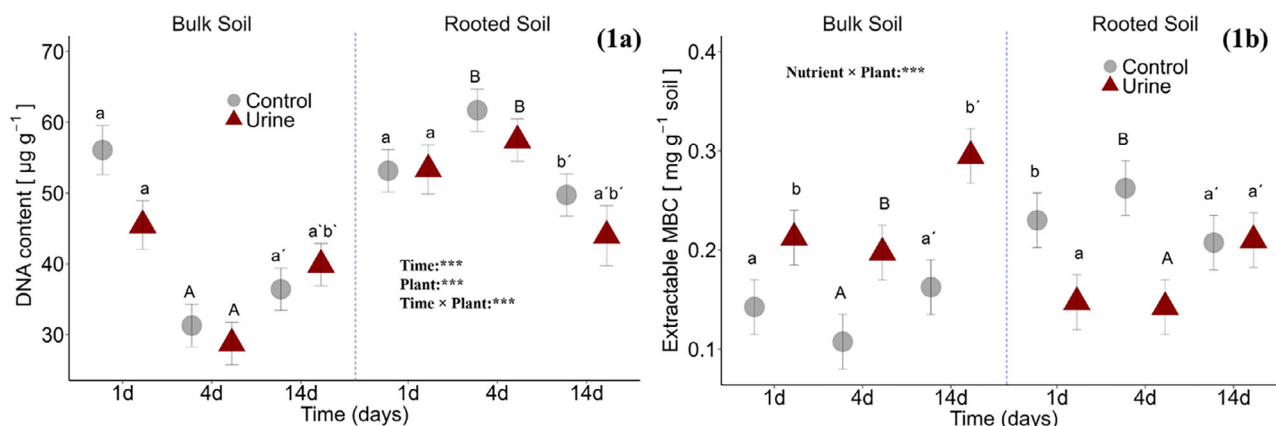 Bulk Soil Rooted Soil (1a)
DNA content [ µg g⁻¹ ]
70
60
50
40
30
Control
Urine
a
a
A
A
a´
a`b`
a
a
B
B
b´
a´b´
Time:***
Plant:***
Time × Plant:***
1d 4d 14d 1d 4d 14d
Time (days)
Bulk Soil Rooted Soil (1b)
Extractable MBC [ mg g⁻¹ soil ]
0.4
0.3
0.2
0.1
Nutrient × Plant:***
Control
Urine
a
b
A
B
a´
b´
b
a
B
A
a´
a´
1d 4d 14d 1d 4d 14d
Time (days)